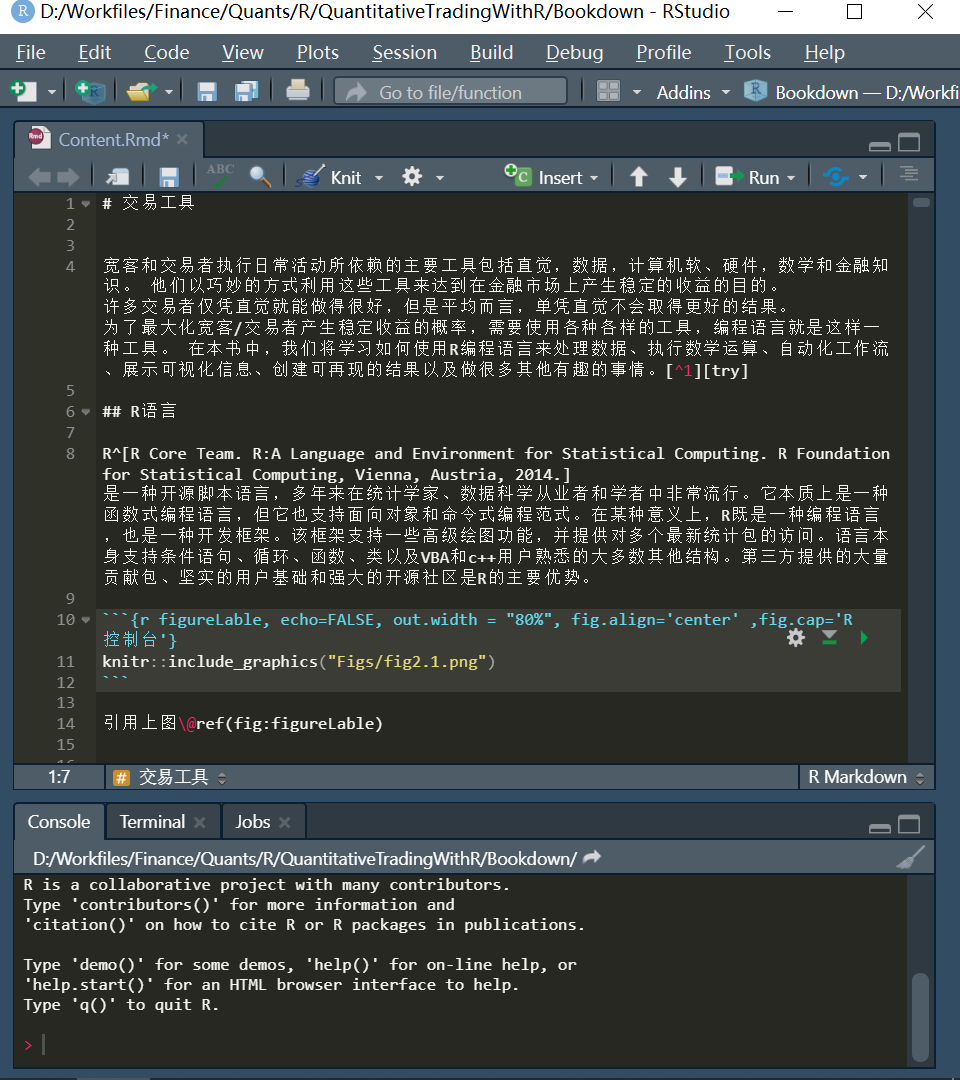 D:/Workfiles/Finance/Quants/R/QuantitativeTradingWithR/Bookdown - RStudio
File Edit Code View Plots Session Build Debug Profile Tools Help
Go to file/function Addins Bookdown — D:/Workfi
Content.Rmd*
ABC Knit Insert Run
1 # 交易工具
2
3
4 宽客和交易者执行日常活动所依赖的主要工具包括直觉，数据，计算机软、硬件，数学和金融知
识。 他们以巧妙的方式利用这些工具来达到在金融市场上产生稳定的收益的目的。
许多交易者仅凭直觉就能做得很好，但是平均而言，单凭直觉不会取得更好的结果。
为了最大化宽客/交易者产生稳定收益的概率，需要使用各种各样的工具，编程语言就是这样一
种工具。 在本书中，我们将学习如何使用R编程语言来处理数据、执行数学运算、自动化工作流
、展示可视化信息、创建可再现的结果以及做很多其他有趣的事情。[^1][try]
5
6 ## R语言
7
8 R^[R Core Team. R:A Language and Environment for Statistical Computing. R Foundation
for Statistical Computing, Vienna, Austria, 2014.]
是一种开源脚本语言，多年来在统计学家、数据科学从业者和学者中非常流行。它本质上是一种
函数式编程语言，但它也支持面向对象和命令式编程范式。在某种意义上，R既是一种编程语言
，也是一种开发框架。该框架支持一些高级绘图功能，并提供对多个最新统计包的访问。语言本
身支持条件语句、循环、函数、类以及VBA和c++用户熟悉的大多数其他结构。第三方提供的大量
贡献包、坚实的用户基础和强大的开源社区是R的主要优势。
9
10 ```{r figureLable, echo=FALSE, out.width = "80%", fig.align='center' ,fig.cap='R
控制台'}
11 knitr::include_graphics("Figs/fig2.1.png")
12 ```
13
14 引用上图\@ref(fig:figureLable)
15
1:7 # 交易工具 R Markdown
Console Terminal Jobs
D:/Workfiles/Finance/Quants/R/QuantitativeTradingWithR/Bookdown/
R is a collaborative project with many contributors.
Type 'contributors()' for more information and
'citation()' on how to cite R or R packages in publications.
Type 'demo()' for some demos, 'help()' for on-line help, or
'help.start()' for an HTML browser interface to help.
Type 'q()' to quit R.
>